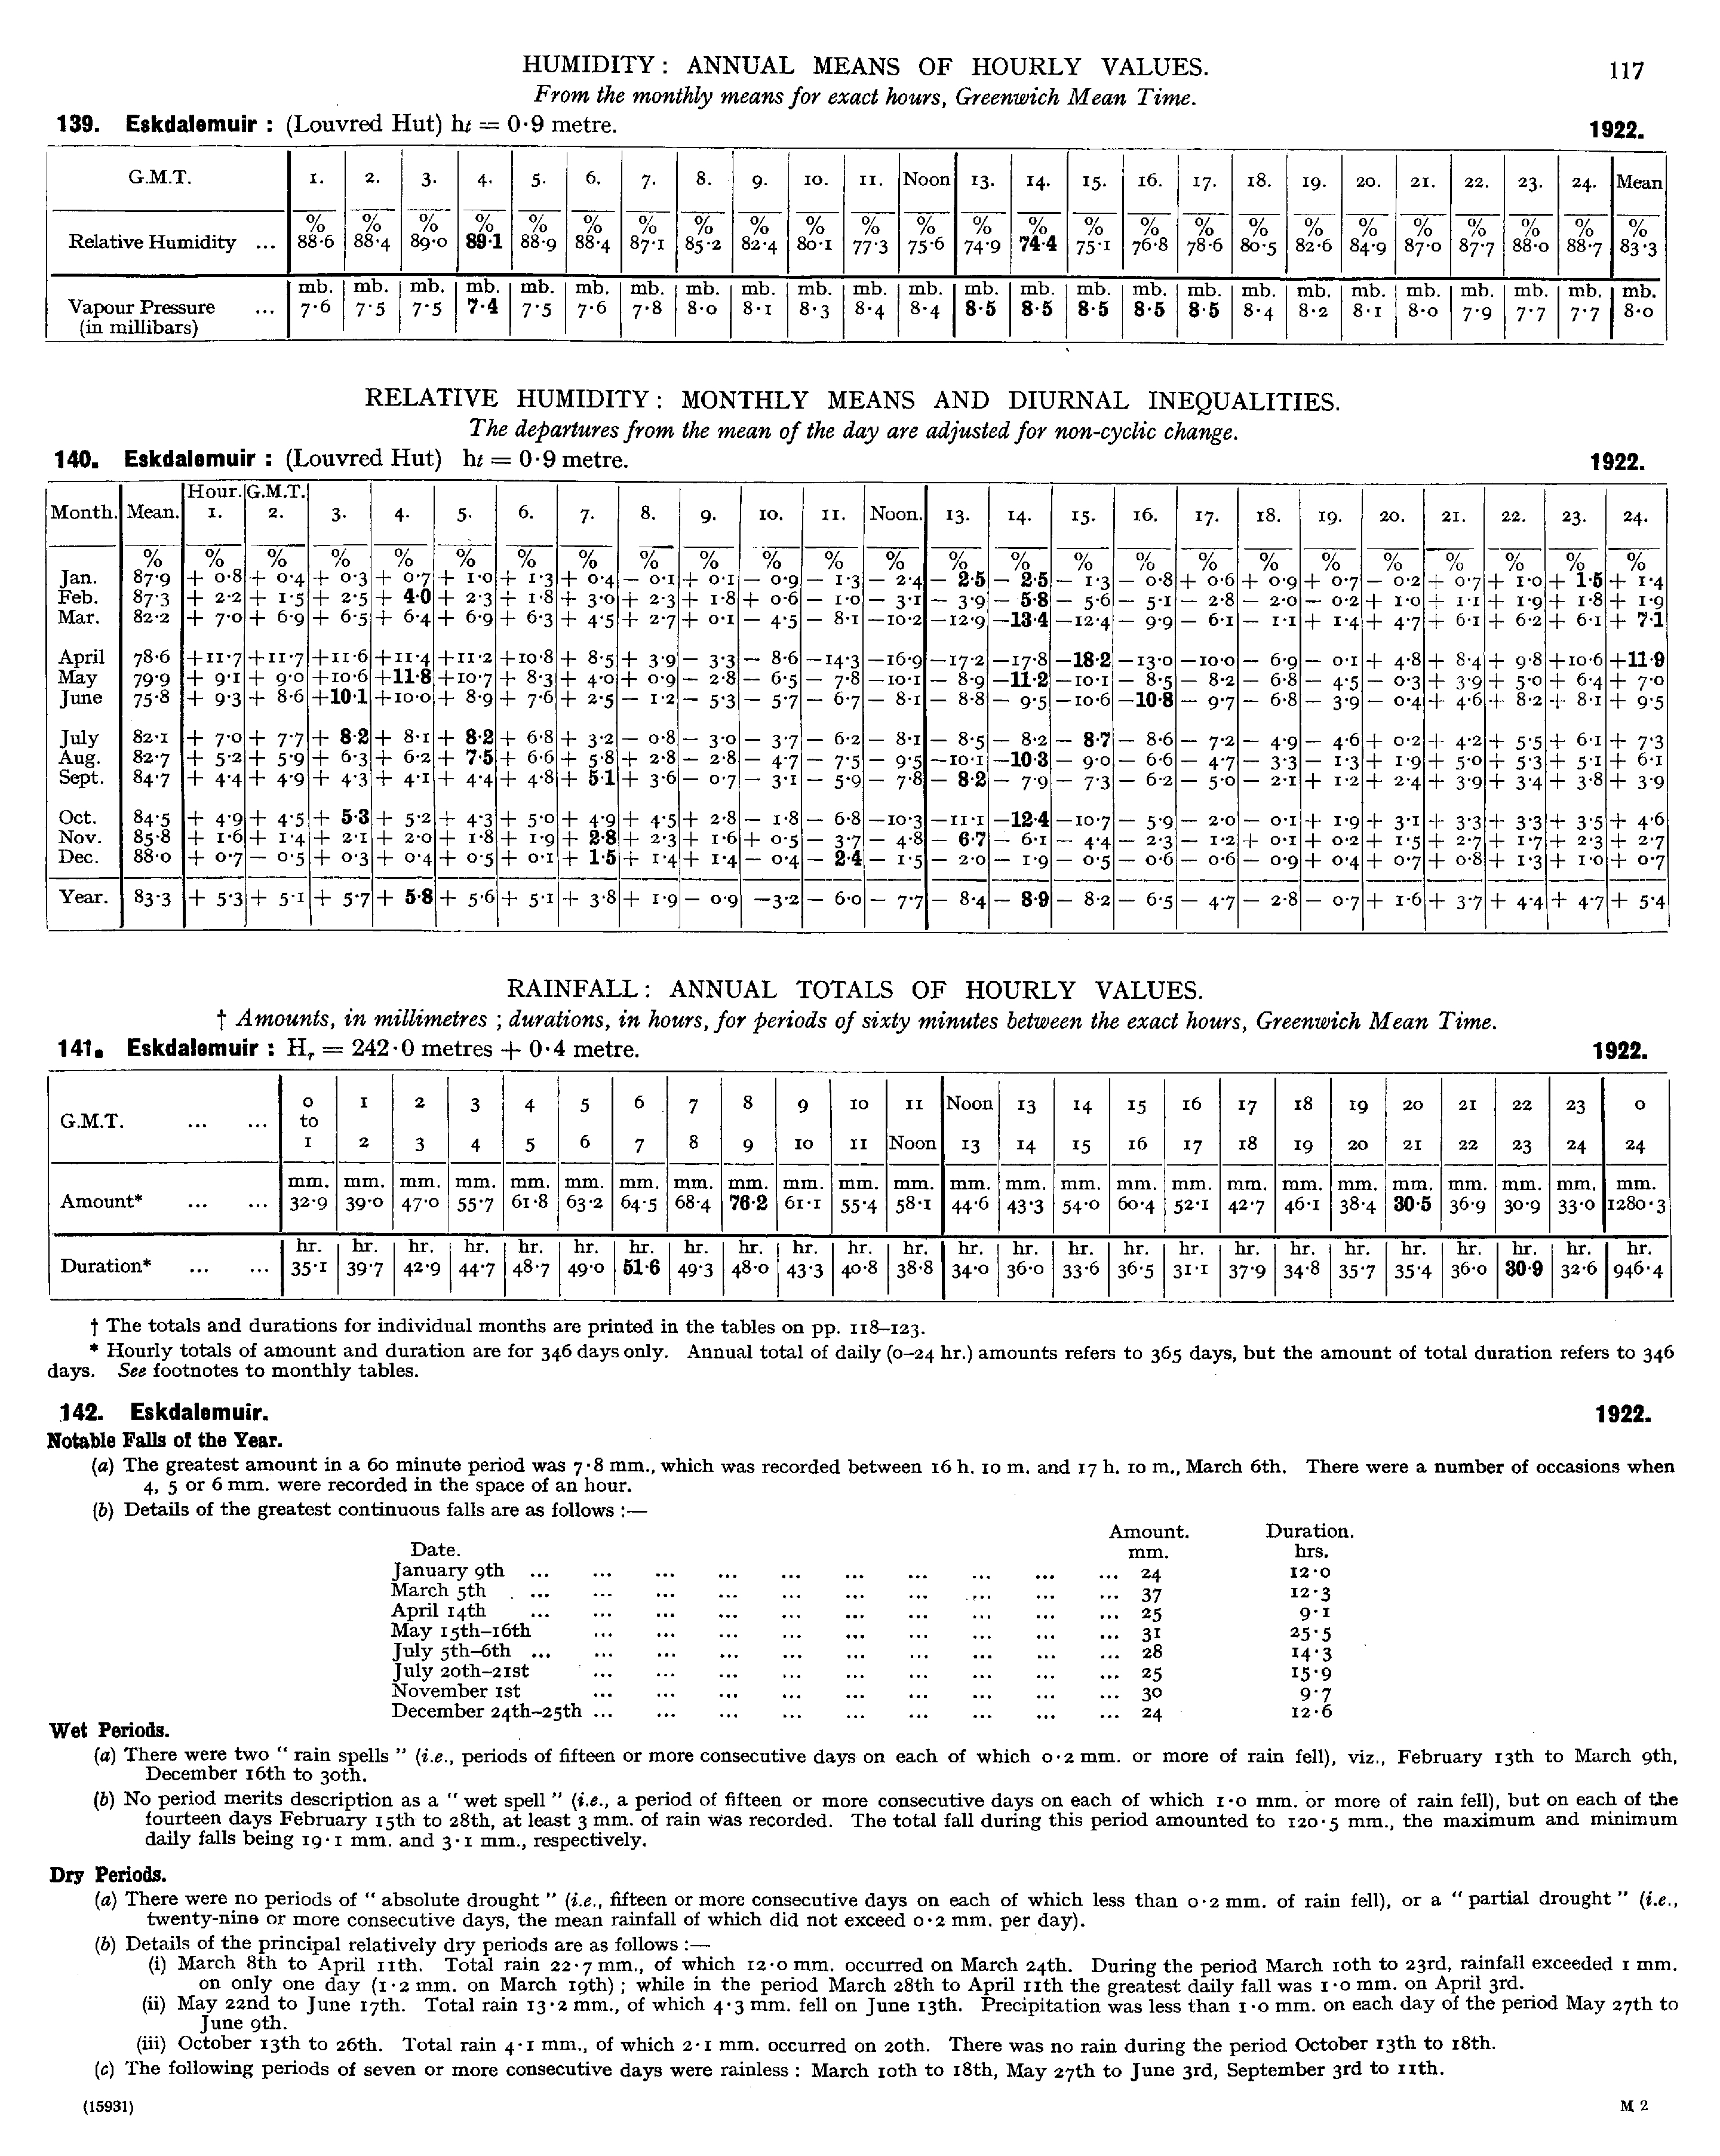 HUMIDITY: ANNUAL MEANS OF HOURLY VALUES. 117
From the monthly means for exact hours, Greenwich Mean Time.
139. Eskdalemuir: (Louvred Hut) ht = 0·9 metre. 1922.
G.M.T. 1. 2. 3. 4. 5. 6. 7. 8. 9. 10. 11. Noon 13. 14. 15. 16. 17. 18. 19. 20. 21. 22. 23. 24. Mean
% % % % % % % % % % % % % % % % % % % % % % % % %
Relative Humidity ... 88·6 88·4 89·0 89·1 88·9 88·4 87·1 85·2 82·4 80·1 77·3 75·6 74·9 74·4 75·1 76·8 78·6 80·5 82·6 84·9 87·0 87·7 88·0 88·7 83·3
mb. mb. mb. mb. mb. mb. mb. mb. mb. mb. mb. mb. mb. mb. mb. mb. mb. mb. mb. mb. mb. mb. mb. mb. mb.
Vapour Pressure ... 7·6 7·5 7·5 7·4 7·5 7·6 7·8 8·0 8·1 8·3 8·4 8·4 8·5 8·5 8·5 8·5 8·5 8·4 8·2 8·1 8·0 7·9 7·7 7·7 8·0
(in millibars)
RELATIVE HUMIDITY: MONTHLY MEANS AND DIURNAL INEQUALITIES.
The departures from the mean of the day are adjusted for non-cyclic change.
140. Eskdalemuir: (Louvred Hut) ht = 0·9 metre. 1922.
Hour. G.M.T.
Month. Mean. 1. 2. 3. 4. 5. 6. 7. 8. 9. 10. 11. Noon. 13. 14. 15. 16. 17. 18. 19. 20. 21. 22. 23. 24.
% % % % % % % % % % % % % % % % % % % % % % % % %
Jan. 87·9 + 0·8 + 0·4 + 0·3 + 0·7 + 1·0 + 1·3 + 0·4 − 0·1 + 0·1 − 0·9 − 1·3 − 2·4 − 2·5 − 2·5 − 1·3 − 0·8 + 0·6 + 0·9 + 0·7 − 0·2 + 0·7 + 1·0 + 1·5 + 1·4
Feb. 87·3 + 2·2 + 1·5 + 2·5 + 4·0 + 2·3 + 1·8 + 3·0 + 2·3 + 1·8 + 0·6 − 1·0 − 3·1 − 3·9 − 5·8 − 5·6 − 5·1 − 2·8 − 2·0 − 0·2 + 1·0 + 1·1 + 1·9 + 1·8 + 1·9
Mar. 82·2 + 7·0 + 6·9 + 6·5 + 6·4 + 6·9 + 6·3 + 4·5 + 2·7 + 0·1 − 4·5 − 8·1 −10·2 −12·9 −13·4 −12·4 − 9·9 − 6·1 − 1·1 + 1·4 + 4·7 + 6·1 + 6·2 + 6·1 + 7·1
April 78·6 +11·7 +11·7 +11·6 +11·4 +11·2 +10·8 + 8·5 + 3·9 − 3·3 − 8·6 −14·3 −16·9 −17·2 −17·8 −18·2 −13·0 −10·0 − 6·9 − 0·1 + 4·8 + 8·4 + 9·8 +10·6 +11·9
May 79·9 + 9·1 + 9·0 +10·6 +11·8 +10·7 + 8·3 + 4·0 + 0·9 − 2·8 − 6·5 − 7·8 −10·1 − 8·9 −11·2 −10·1 − 8·5 − 8·2 − 6·8 − 4·5 − 0·3 + 3·9 + 5·0 + 6·4 + 7·0
June 75·8 + 9·3 + 8·6 +10·1 +10·0 + 8·9 + 7·6 + 2·5 − 1·2 − 5·3 − 5·7 − 6·7 − 8·1 − 8·8 − 9·5 −10·6 −10·8 − 9·7 − 6·8 − 3·9 − 0·4 + 4·6 + 8·2 + 8·1 + 9·5
July 82·1 + 7·0 + 7·7 + 8·2 + 8·1 + 8·2 + 6·8 + 3·2 − 0·8 − 3·0 − 3·7 − 6·2 − 8·1 − 8·5 − 8·2 − 8·7 − 8·6 − 7·2 − 4·9 − 4·6 + 0·2 + 4·2 + 5·5 + 6·1 + 7·3
Aug. 82·7 + 5·2 + 5·9 + 6·3 + 6·2 + 7·5 + 6·6 + 5·8 + 2·8 − 2·8 − 4·7 − 7·5 − 9·5 −10·1 −10·3 − 9·0 − 6·6 − 4·7 − 3·3 − 1·3 + 1·9 + 5·0 + 5·3 + 5·1 + 6·1
Sept. 84·7 + 4·4 + 4·9 + 4·3 + 4·1 + 4·4 + 4·8 + 5·1 + 3·6 − 0·7 − 3·1 − 5·9 − 7·8 − 8·2 − 7·9 − 7·3 − 6·2 − 5·0 − 2·1 + 1·2 + 2·4 + 3·9 + 3·4 + 3·8 + 3·9
Oct. 84·5 + 4·9 + 4·5 + 5·3 + 5·2 + 4·3 + 5·0 + 4·9 + 4·5 + 2·8 − 1·8 − 6·8 −10·3 −11·1 −12·4 −10·7 − 5·9 − 2·0 − 0·1 + 1·9 + 3·1 + 3·3 + 3·3 + 3·5 + 4·6
Nov. 85·8 + 1·6 + 1·4 + 2·1 + 2·0 + 1·8 + 1·9 + 2·8 + 2·3 + 1·6 + 0·5 − 3·7 − 4·8 − 6·7 − 6·1 − 4·4 − 2·3 − 1·2 + 0·1 + 0·2 + 1·5 + 2·7 + 1·7 + 2·3 + 2·7
Dec. 88·0 + 0·7 − 0·5 + 0·3 + 0·4 + 0·5 + 0·1 + 1·5 + 1·4 + 1·4 − 0·4 − 2·4 − 1·5 − 2·0 − 1·9 − 0·5 − 0·6 − 0·6 − 0·9 + 0·4 + 0·7 + 0·8 + 1·3 + 1·0 + 0·7
Year. 83·3 + 5·3 + 5·1 + 5·7 + 5·8 + 5·6 + 5·1 + 3·8 + 1·9 − 0·9 −3·2 − 6·0 − 7·7 − 8·4 − 8·9 − 8·2 − 6·5 − 4·7 − 2·8 − 0·7 + 1·6 + 3·7 + 4·4 + 4·7 + 5·4
RAINFALL: ANNUAL TOTALS OF HOURLY VALUES.
† Amounts, in millimetres; durations, in hours, for periods of sixty minutes between the exact hours, Greenwich Mean Time.
141. Eskdalemuir: Hr = 242·0 metres + 0·4 metre. 1922.
0 1 2 3 4 5 6 7 8 9 10 11 Noon 13 14 15 16 17 18 19 20 21 22 23 0
G.M.T. ... ... to
1 2 3 4 5 6 7 8 9 10 11 Noon 13 14 15 16 17 18 19 20 21 22 23 24 24
mm. mm. mm. mm. mm. mm. mm. mm. mm. mm. mm. mm. mm. mm. mm. mm. mm. mm. mm. mm. mm. mm. mm. mm. mm.
Amount* ... ... 32·9 39·0 47·0 55·7 61·8 63·2 64·5 68·4 76·2 61·1 55·4 58·1 44·6 43·3 54·0 60·4 52·1 42·7 46·1 38·4 30·5 36·9 30·9 33·0 1280·3
hr. hr. hr. hr. hr. hr. hr. hr. hr. hr. hr. hr. hr. hr. hr. hr. hr. hr. hr. hr. hr. hr. hr. hr. hr.
Duration* ... ... 35·1 39·7 42·9 44·7 48·7 49·0 51·6 49·3 48·0 43·3 40·8 38·8 34·0 36·0 33·6 36·5 31·1 37·9 34·8 35·7 35·4 36·0 30·9 32·6 946·4
† The totals and durations for individual months are printed in the tables on pp. 118–123.
* Hourly totals of amount and duration are for 346 days only. Annual total of daily (0–24 hr.) amounts refers to 365 days, but the amount of total duration refers to 346
days. See footnotes to monthly tables.
142. Eskdalemuir. 1922.
Notable Falls of the Year.
(a) The greatest amount in a 60 minute period was 7·8 mm., which was recorded between 16 h. 10 m. and 17 h. 10 m., March 6th. There were a number of occasions when
4, 5 or 6 mm. were recorded in the space of an hour.
(b) Details of the greatest continuous falls are as follows:—
Amount. Duration.
Date. mm. hrs.
January 9th ... ... ... ... ... ... ... ... ... ... 24 12·0
March 5th ... ... ... ... ... ... ... ... ... ... 37 12·3
April 14th ... ... ... ... ... ... ... ... ... ... 25 9·1
May 15th–16th ... ... ... ... ... ... ... ... ... 31 25·5
July 5th–6th ... ... ... ... ... ... ... ... ... ... 28 14·3
July 20th–21st ... ... ... ... ... ... ... ... ... 25 15·9
November 1st ... ... ... ... ... ... ... ... ... 30 9·7
December 24th–25th ... ... ... ... ... ... ... ... ... 24 12·6
Wet Periods.
(a) There were two " rain spells " (i.e., periods of fifteen or more consecutive days on each of which 0·2 mm. or more of rain fell), viz., February 13th to March 9th,
December 16th to 30th.
(b) No period merits description as a " wet spell " (i.e., a period of fifteen or more consecutive days on each of which 1·0 mm. or more of rain fell), but on each of the
fourteen days February 15th to 28th, at least 3 mm. of rain was recorded. The total fall during this period amounted to 120·5 mm., the maximum and minimum
daily falls being 19·1 mm. and 3·1 mm., respectively.
Dry Periods.
(a) There were no periods of " absolute drought " (i.e., fifteen or more consecutive days on each of which less than 0·2 mm. of rain fell), or a " partial drought " (i.e.,
twenty-nine or more consecutive days, the mean rainfall of which did not exceed 0·2 mm. per day).
(b) Details of the principal relatively dry periods are as follows:—
(i) March 8th to April 11th. Total rain 22·7 mm., of which 12·0 mm. occurred on March 24th. During the period March 10th to 23rd, rainfall exceeded 1 mm.
on only one day (1·2 mm. on March 19th); while in the period March 28th to April 11th the greatest daily fall was 1·0 mm. on April 3rd.
(ii) May 22nd to June 17th. Total rain 13·2 mm., of which 4·3 mm. fell on June 13th. Precipitation was less than 1·0 mm. on each day of the period May 27th to
June 9th.
(iii) October 13th to 26th. Total rain 4·1 mm., of which 2·1 mm. occurred on 20th. There was no rain during the period October 13th to 18th.
(c) The following periods of seven or more consecutive days were rainless: March 10th to 18th, May 27th to June 3rd, September 3rd to 11th.
(15931) M 2